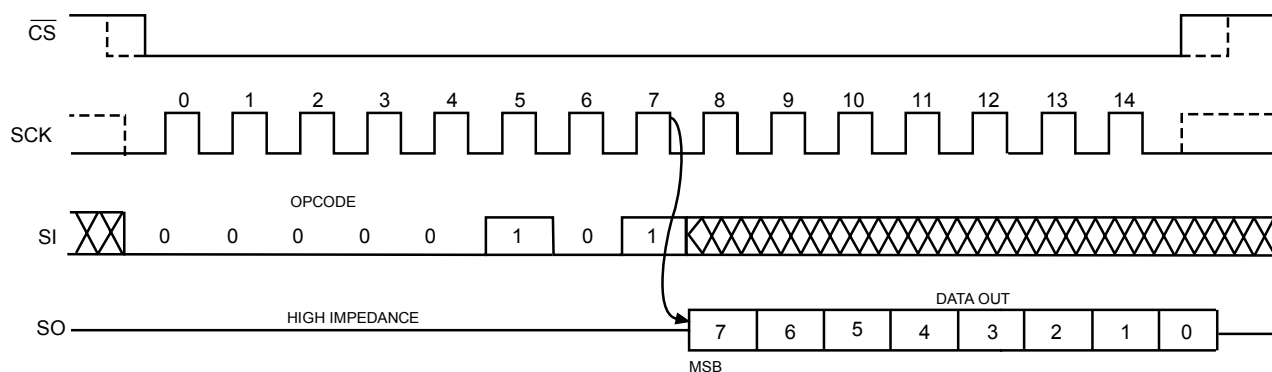 CS
0 1 2 3 4 5 6 7 8 9 10 11 12 13 14
SCK
OPCODE
SI 0 0 0 0 0 1 0 1
DATA OUT
HIGH IMPEDANCE
SO 7 6 5 4 3 2 1 0
MSB